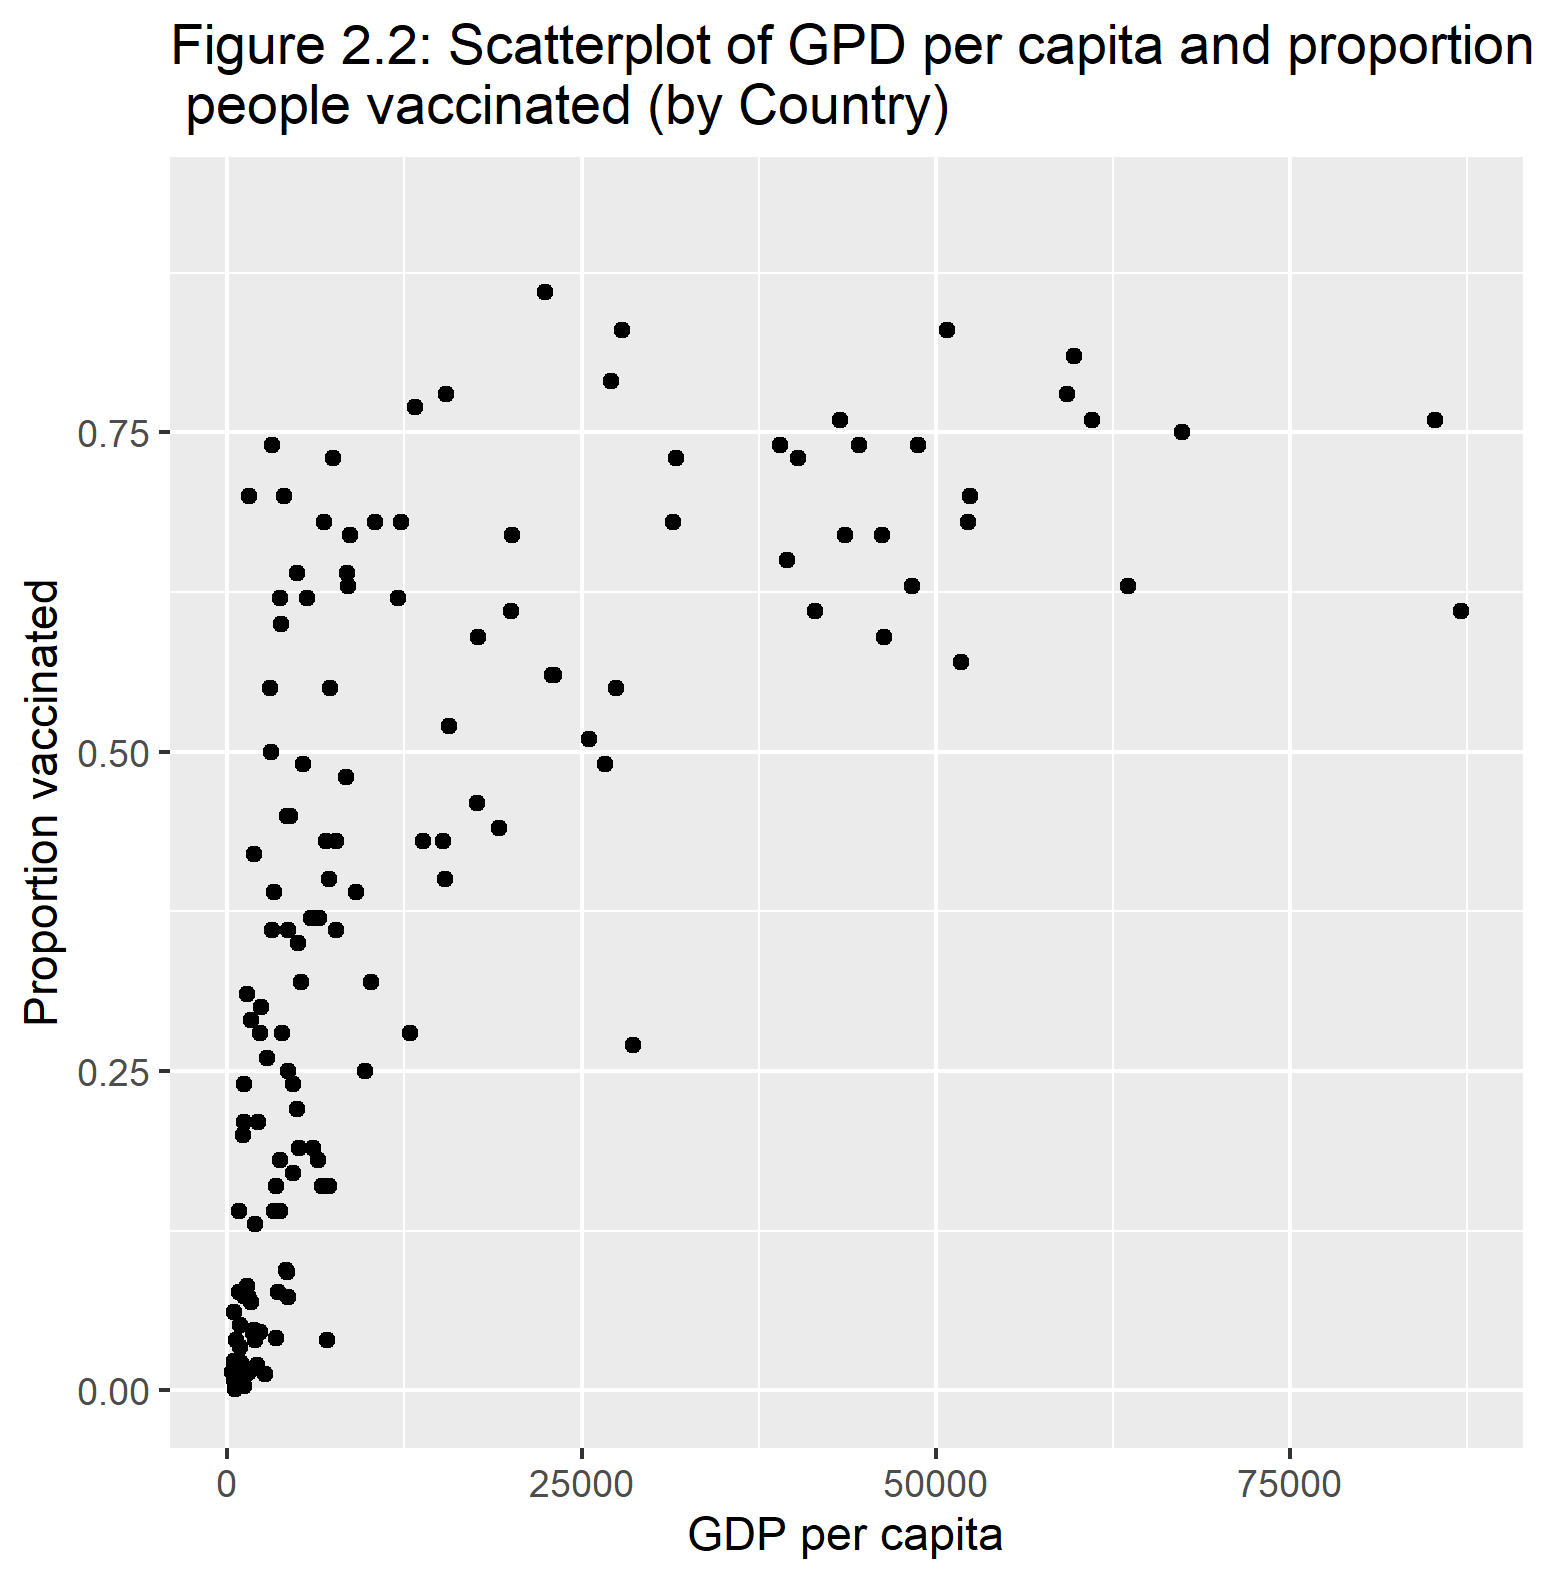 Figure 2.2: Scatterplot of GPD per capita and proportion
people vaccinated (by Country)
Proportion vaccinated
0.75
0.50
0.25
0.00
0 25000 50000 75000
GDP per capita